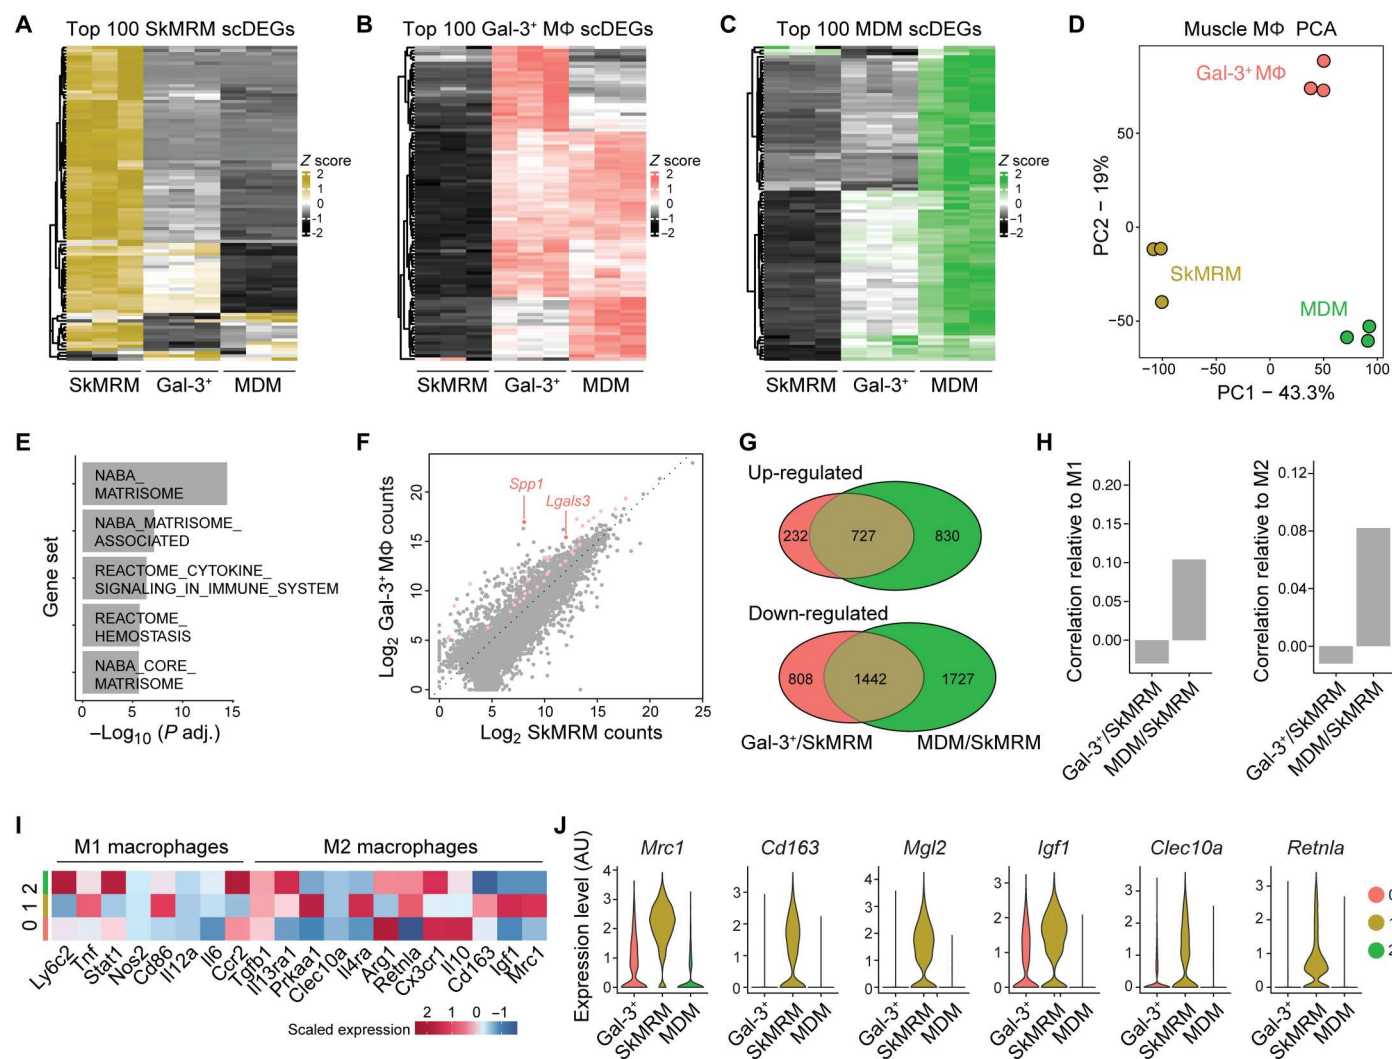 A
Top 100 SkMRM scDEGs
Z score
2
1
0
−1
−2
SkMRM
Gal-3⁺
MDM
B
Top 100 Gal-3⁺ MΦ scDEGs
Z score
2
1
0
−1
−2
SkMRM
Gal-3⁺
MDM
C
Top 100 MDM scDEGs
Z score
2
1
0
−1
−2
SkMRM
Gal-3⁺
MDM
D
Muscle MΦ PCA
Gal-3⁺ MΦ
SkMRM
MDM
PC2 − 19%
50
0
−50
−100
−50
0
50
100
PC1 − 43.3%
E
Gene set
NABA_
MATRISOME
NABA_MATRISOME_
ASSOCIATED
REACTOME_CYTOKINE_
SIGNALING_IN_IMMUNE_SYSTEM
REACTOME_
HEMOSTASIS
NABA_CORE_
MATRISOME
0
5
10
15
−Log₁₀ (P adj.)
F
Log₂ Gal-3⁺ MΦ counts
20
15
10
5
0
Spp1
Lgals3
0
5
10
15
20
25
Log₂ SkMRM counts
G
Up-regulated
232
727
830
Down-regulated
808
1442
1727
Gal-3⁺/SkMRM
MDM/SkMRM
H
Correlation relative to M1
0.20
0.15
0.10
0.05
0.00
Gal-3⁺/SkMRM
MDM/SkMRM
Correlation relative to M2
0.12
0.08
0.04
0.00
Gal-3⁺/SkMRM
MDM/SkMRM
I
M1 macrophages
M2 macrophages
0 1 2
Ly6c2
Tnf
Stat1
Nos2
Cd86
Il12a
Il6
Ccr2
Tgfb1
Il13ra1
Prkaa1
Clec10a
Il4ra
Arg1
Retnla
Cx3cr1
Il10
Cd163
Igf1
Mrc1
Scaled expression
2 1 0 −1
J
Expression level (AU)
Mrc1
4
3
2
1
0
Gal-3⁺
SkMRM
MDM
Cd163
3
2
1
0
Gal-3⁺
SkMRM
MDM
Mgl2
4
3
2
1
0
Gal-3⁺
SkMRM
MDM
Igf1
3
2
1
0
Gal-3⁺
SkMRM
MDM
Clec10a
3
2
1
0
Gal-3⁺
SkMRM
MDM
Retnla
3
2
1
0
Gal-3⁺
SkMRM
MDM
0
1
2